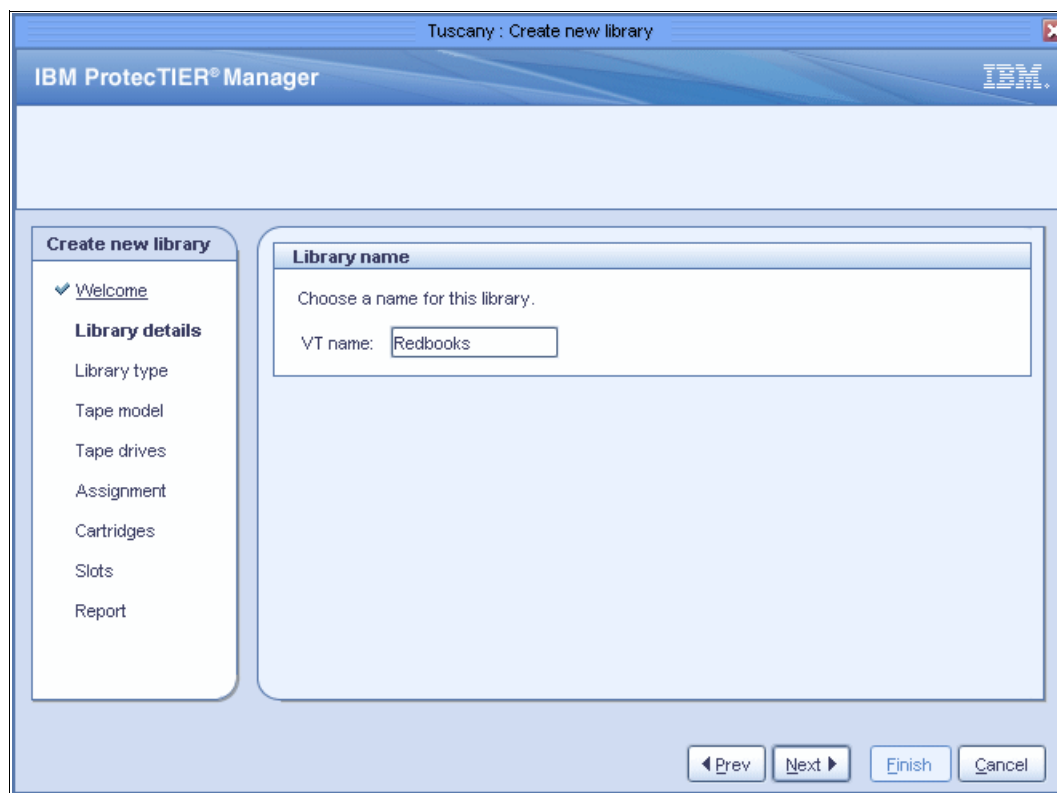 Tuscany : Create new library
IBM ProtecTIER® Manager
IBM.
Create new library
Welcome
Library details
Library type
Tape model
Tape drives
Assignment
Cartridges
Slots
Report
Library name
Choose a name for this library.
VT name: Redbooks
Prev Next Finish Cancel